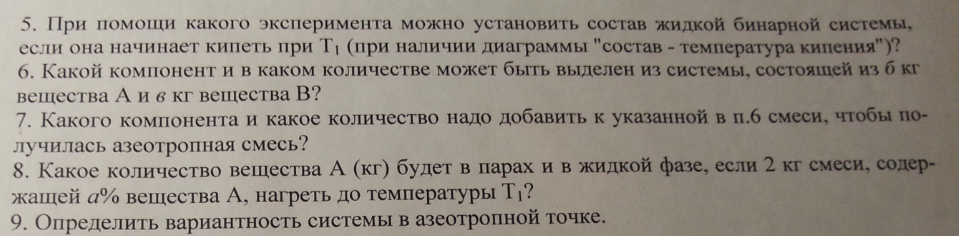 5. При помощи какого эксперимента можно установить состав жидкой бинарной системы,
если она начинает кипеть при T₁ (при наличии диаграммы "состав - температура кипения")?
6. Какой компонент и в каком количестве может быть выделен из системы, состоящей из б кг
вещества А и в кг вещества В?
7. Какого компонента и какое количество надо добавить к указанной в п.6 смеси, чтобы по-
лучилась азеотропная смесь?
8. Какое количество вещества А (кг) будет в парах и в жидкой фазе, если 2 кг смеси, содер-
жащей а% вещества А, нагреть до температуры T₁?
9. Определить вариантность системы в азеотропной точке.